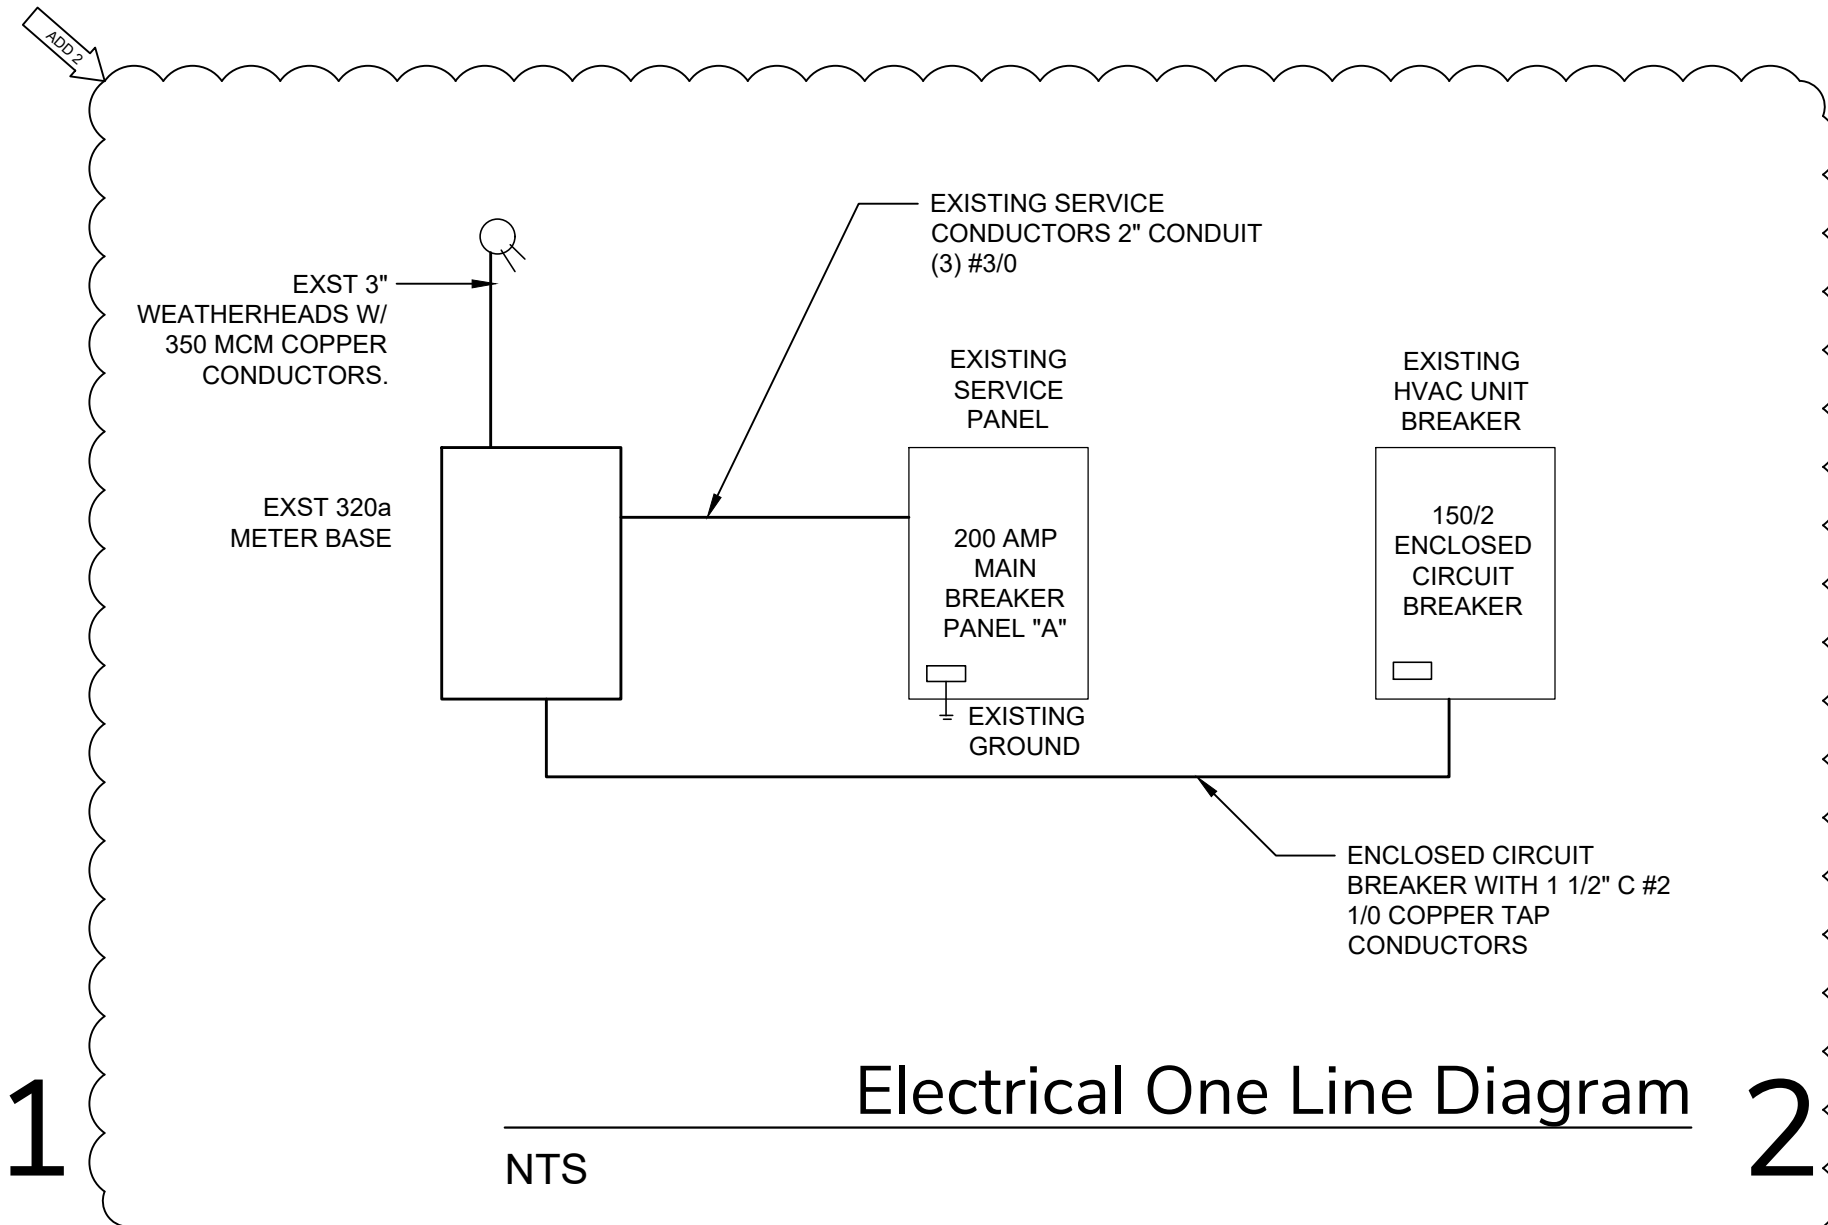 ADD 2
EXISTING SERVICE
CONDUCTORS 2" CONDUIT
(3) #3/0
EXST 3"
WEATHERHEADS W/
350 MCM COPPER
CONDUCTORS.
EXISTING
SERVICE
PANEL
EXISTING
HVAC UNIT
BREAKER
EXST 320a
METER BASE
200 AMP
MAIN
BREAKER
PANEL "A"
150/2
ENCLOSED
CIRCUIT
BREAKER
EXISTING
GROUND
ENCLOSED CIRCUIT
BREAKER WITH 1 1/2" C #2
1/0 COPPER TAP
CONDUCTORS
1
Electrical One Line Diagram
2
NTS